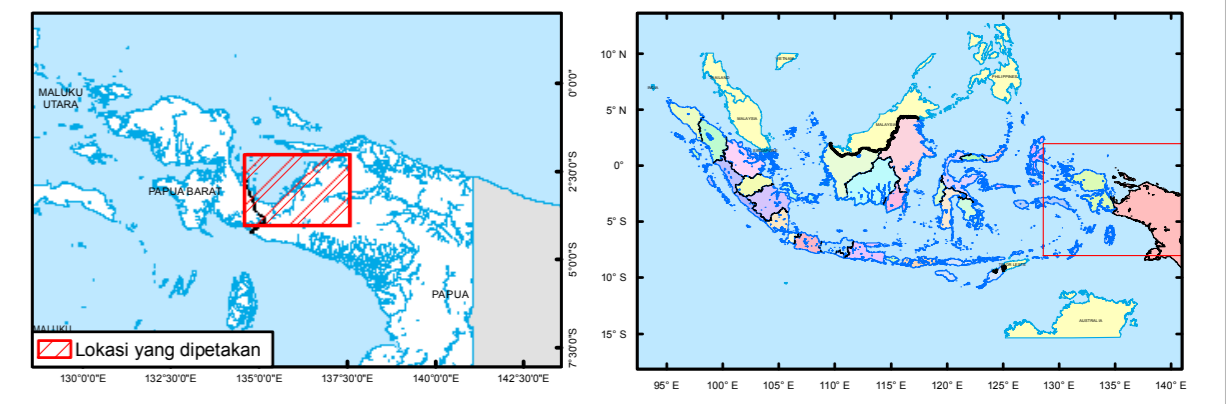 MALUKU
UTARA
PAPUA BARAT
PAPUA
MALUKU
Lokasi yang dipetakan
0°0'0"
2°30'0"S
5°0'0"S
7°30'0"S
130°0'0"E
132°30'0"E
135°0'0"E
137°30'0"E
140°0'0"E
142°30'0"E
10° N
5° N
0°
5° S
10° S
15° S
PHILIPPINES
MALAYSIA
MALAYSIA
AUSTRALIA
95° E
100° E
105° E
110° E
115° E
120° E
125° E
130° E
135° E
140° E